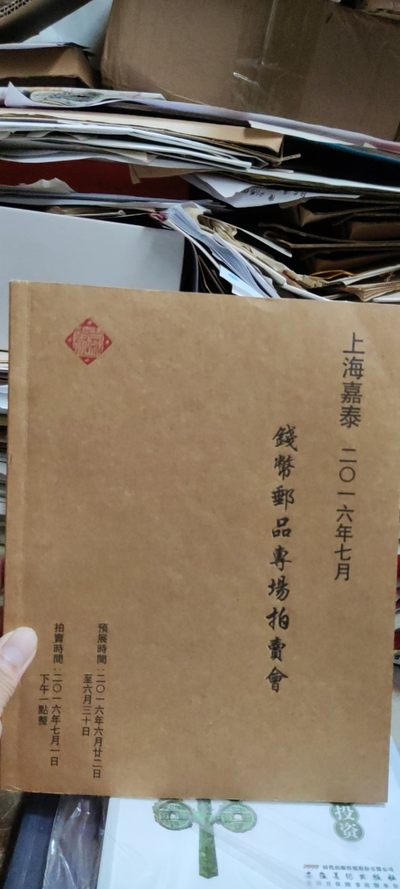 上海嘉泰 二〇一六年七月
錢幣郵品專場拍賣會
預展時間:二〇一六年六月廿二日
至六月三十日
拍賣時間:二〇一六年七月一日
下午一點整
投资